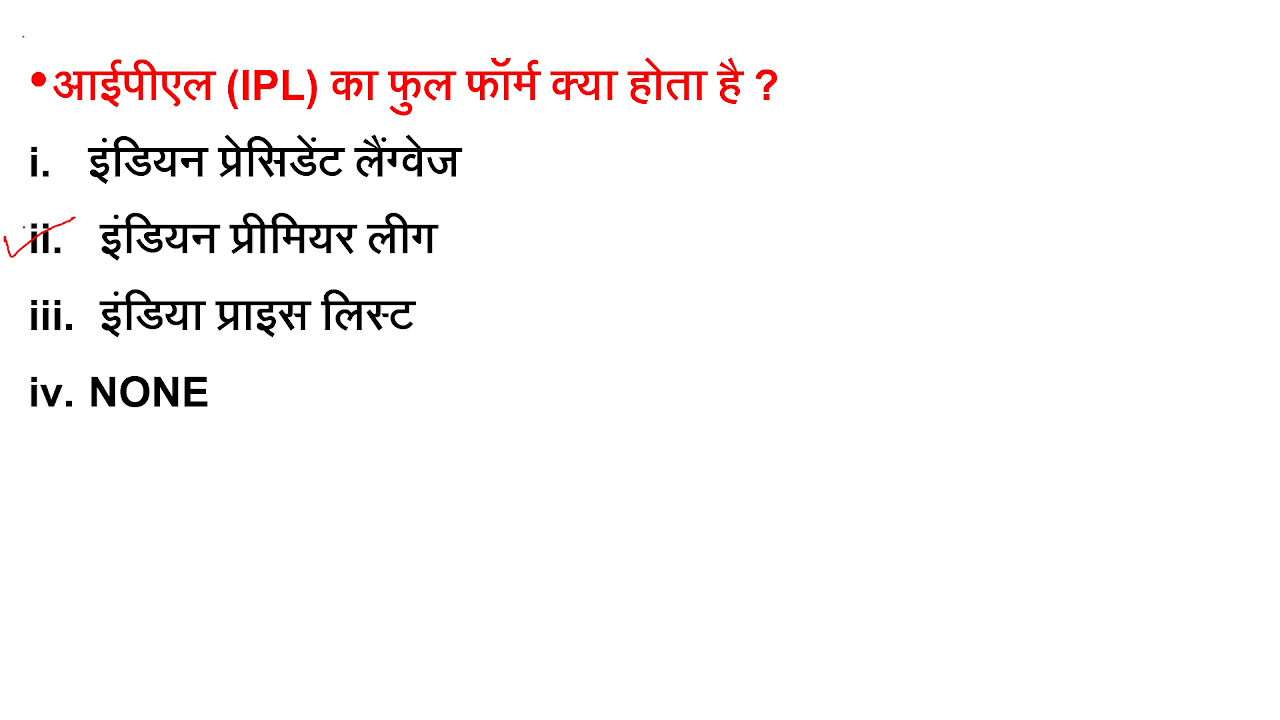 •आईपीएल (IPL) का फुल फॉर्म क्या होता है ?
i. इंडियन प्रेसिडेंट लैंग्वेज
ii. इंडियन प्रीमियर लीग
iii. इंडिया प्राइस लिस्ट
iv. NONE